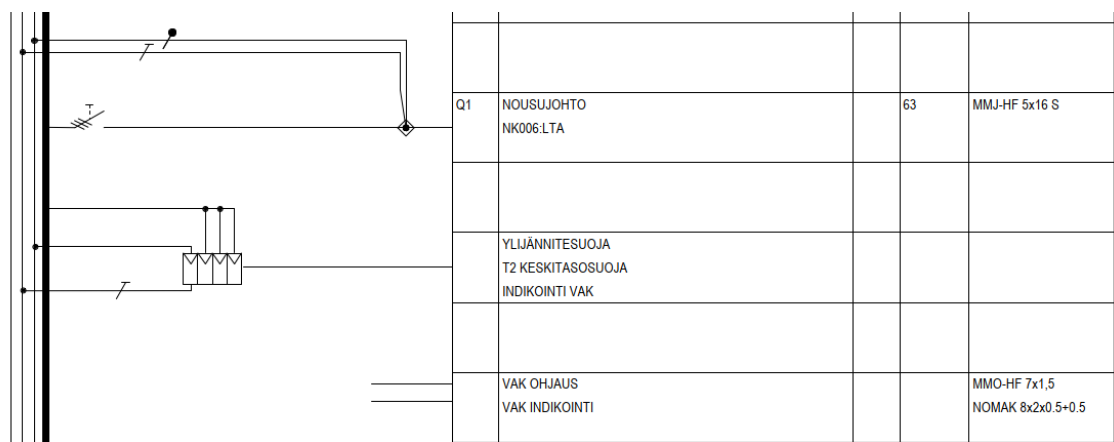 Q1 NOUSUJOHTO 63 MMJ-HF 5x16 S
NK006:LTA
YLIJÄNNITESUOJA
T2 KESKITASOSUOJA
INDIKOINTI VAK
VAK OHJAUS MMO-HF 7x1,5
VAK INDIKOINTI NOMAK 8x2x0.5+0.5